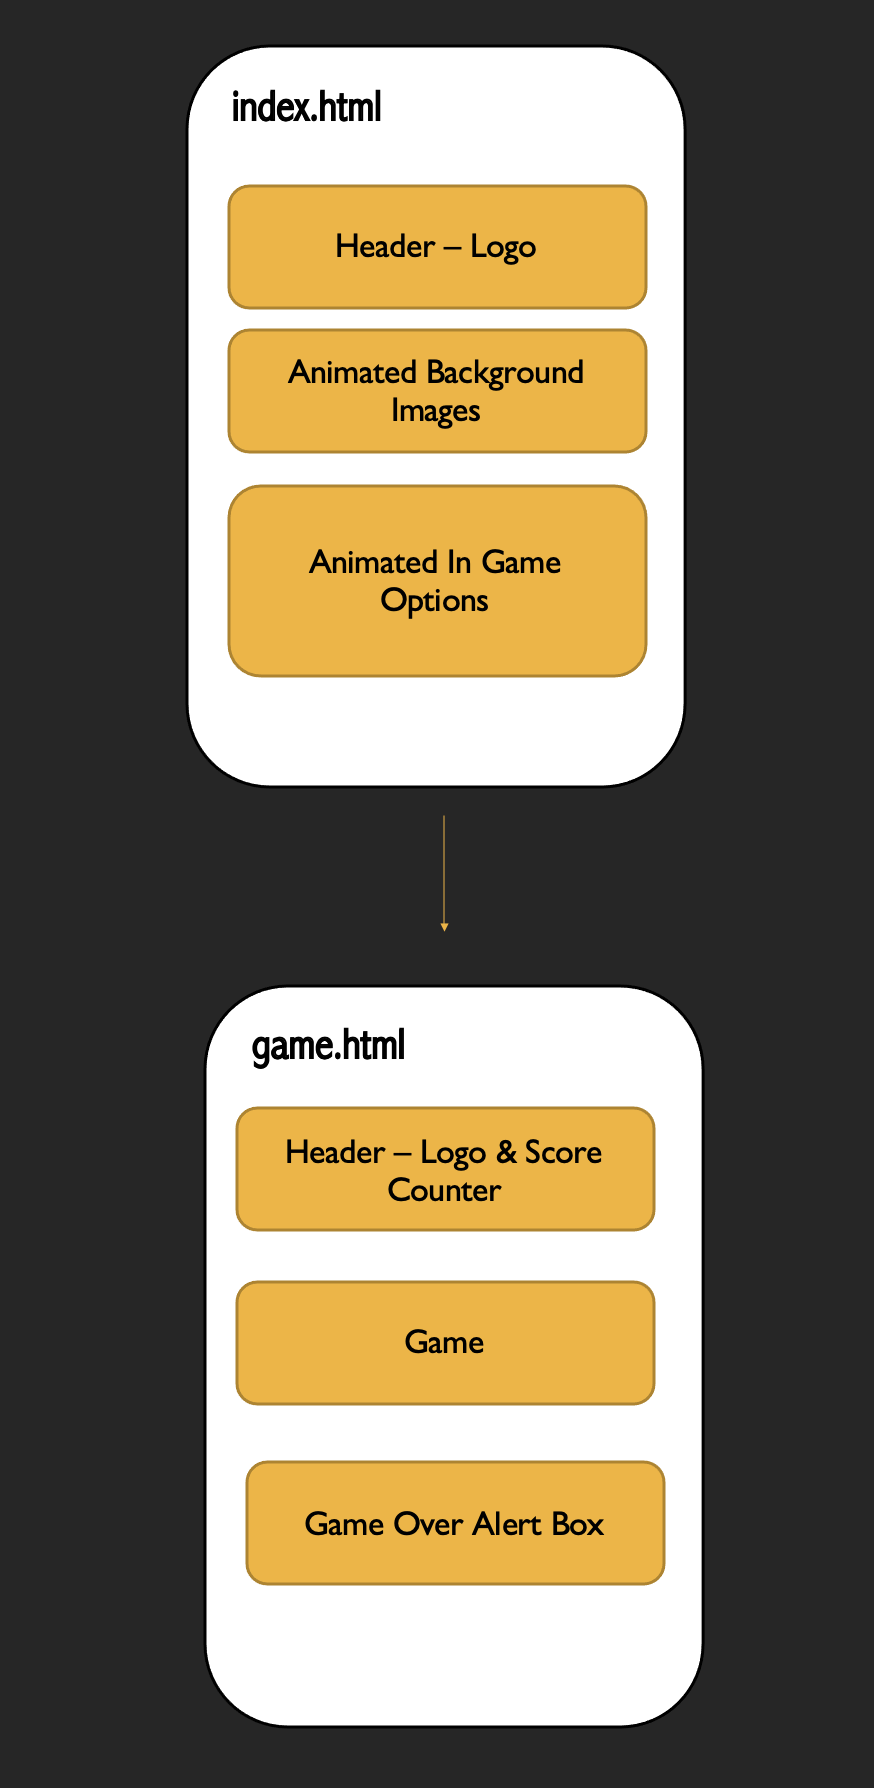 index.html
Header – Logo
Animated Background
Images
Animated In Game
Options
game.html
Header – Logo & Score
Counter
Game
Game Over Alert Box